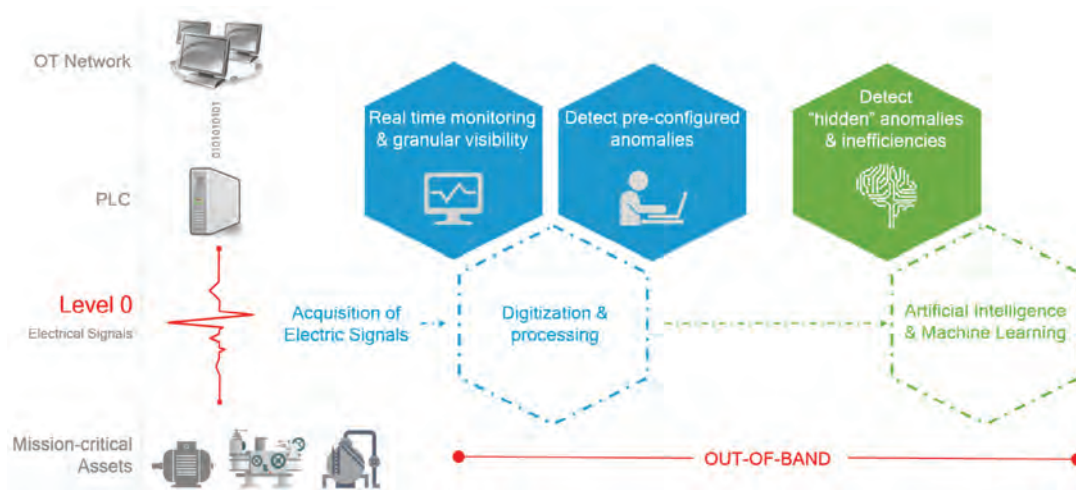 OT Network
0101010101
PLC
Level 0
Electrical Signals
Mission-critical
Assets
Real time monitoring
& granular visibility
Detect pre-configured
anomalies
Detect
"hidden" anomalies
& inefficiencies
Acquisition of
Electric Signals
Digitization &
processing
Artificial Intelligence
& Machine Learning
OUT-OF-BAND